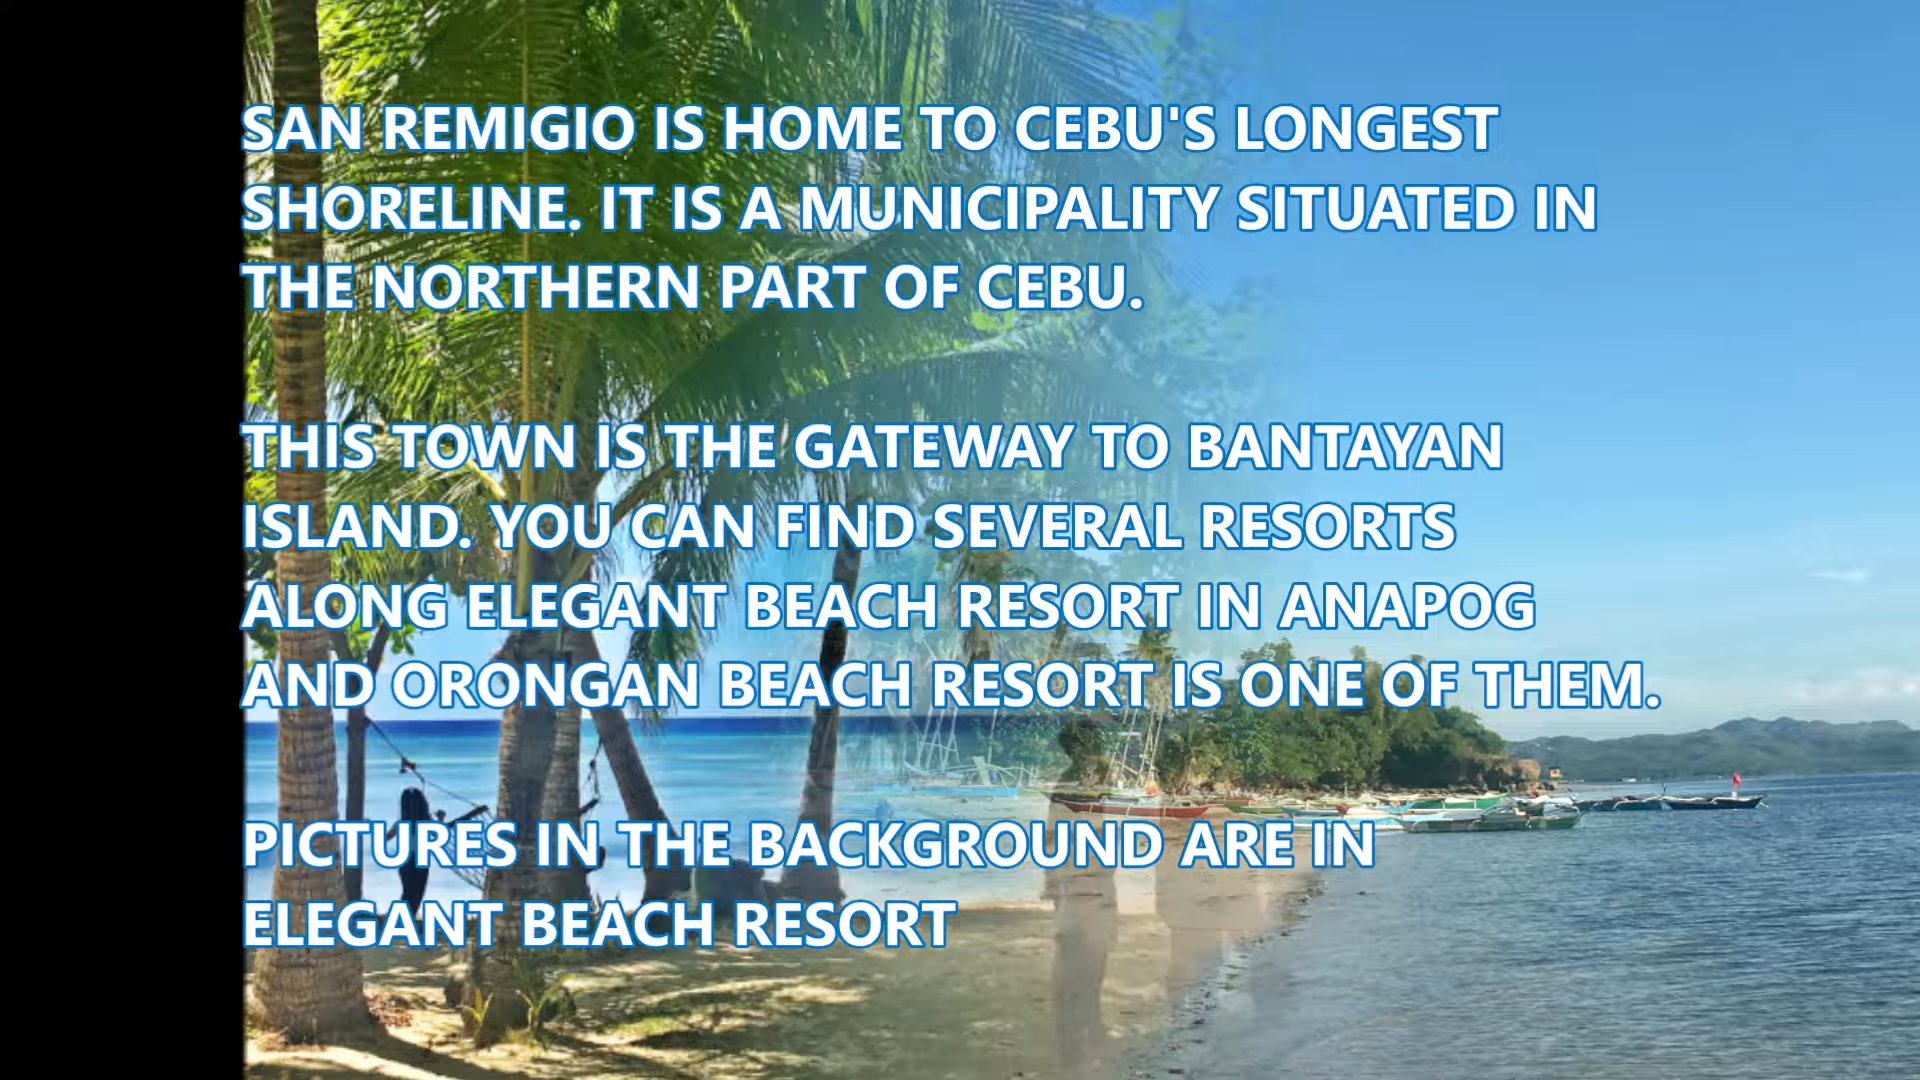 SAN REMIGIO IS HOME TO CEBU'S LONGEST
SHORELINE. IT IS A MUNICIPALITY SITUATED IN
THE NORTHERN PART OF CEBU.
THIS TOWN IS THE GATEWAY TO BANTAYAN
ISLAND. YOU CAN FIND SEVERAL RESORTS
ALONG ELEGANT BEACH RESORT IN ANAPOG
AND ORONGAN BEACH RESORT IS ONE OF THEM.
PICTURES IN THE BACKGROUND ARE IN
ELEGANT BEACH RESORT